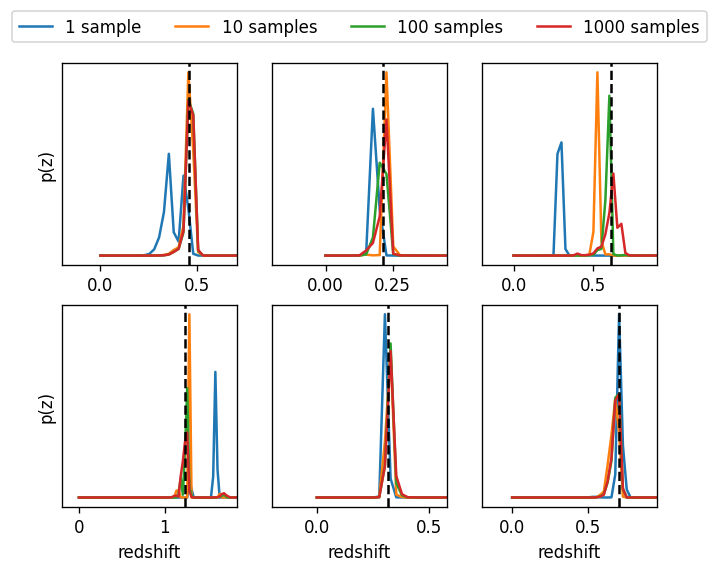 1 sample 10 samples 100 samples 1000 samples
p(z)
0.0 0.5 0.00 0.25 0.0 0.5
p(z)
0 1 0.0 0.5 0.0 0.5
redshift redshift redshift